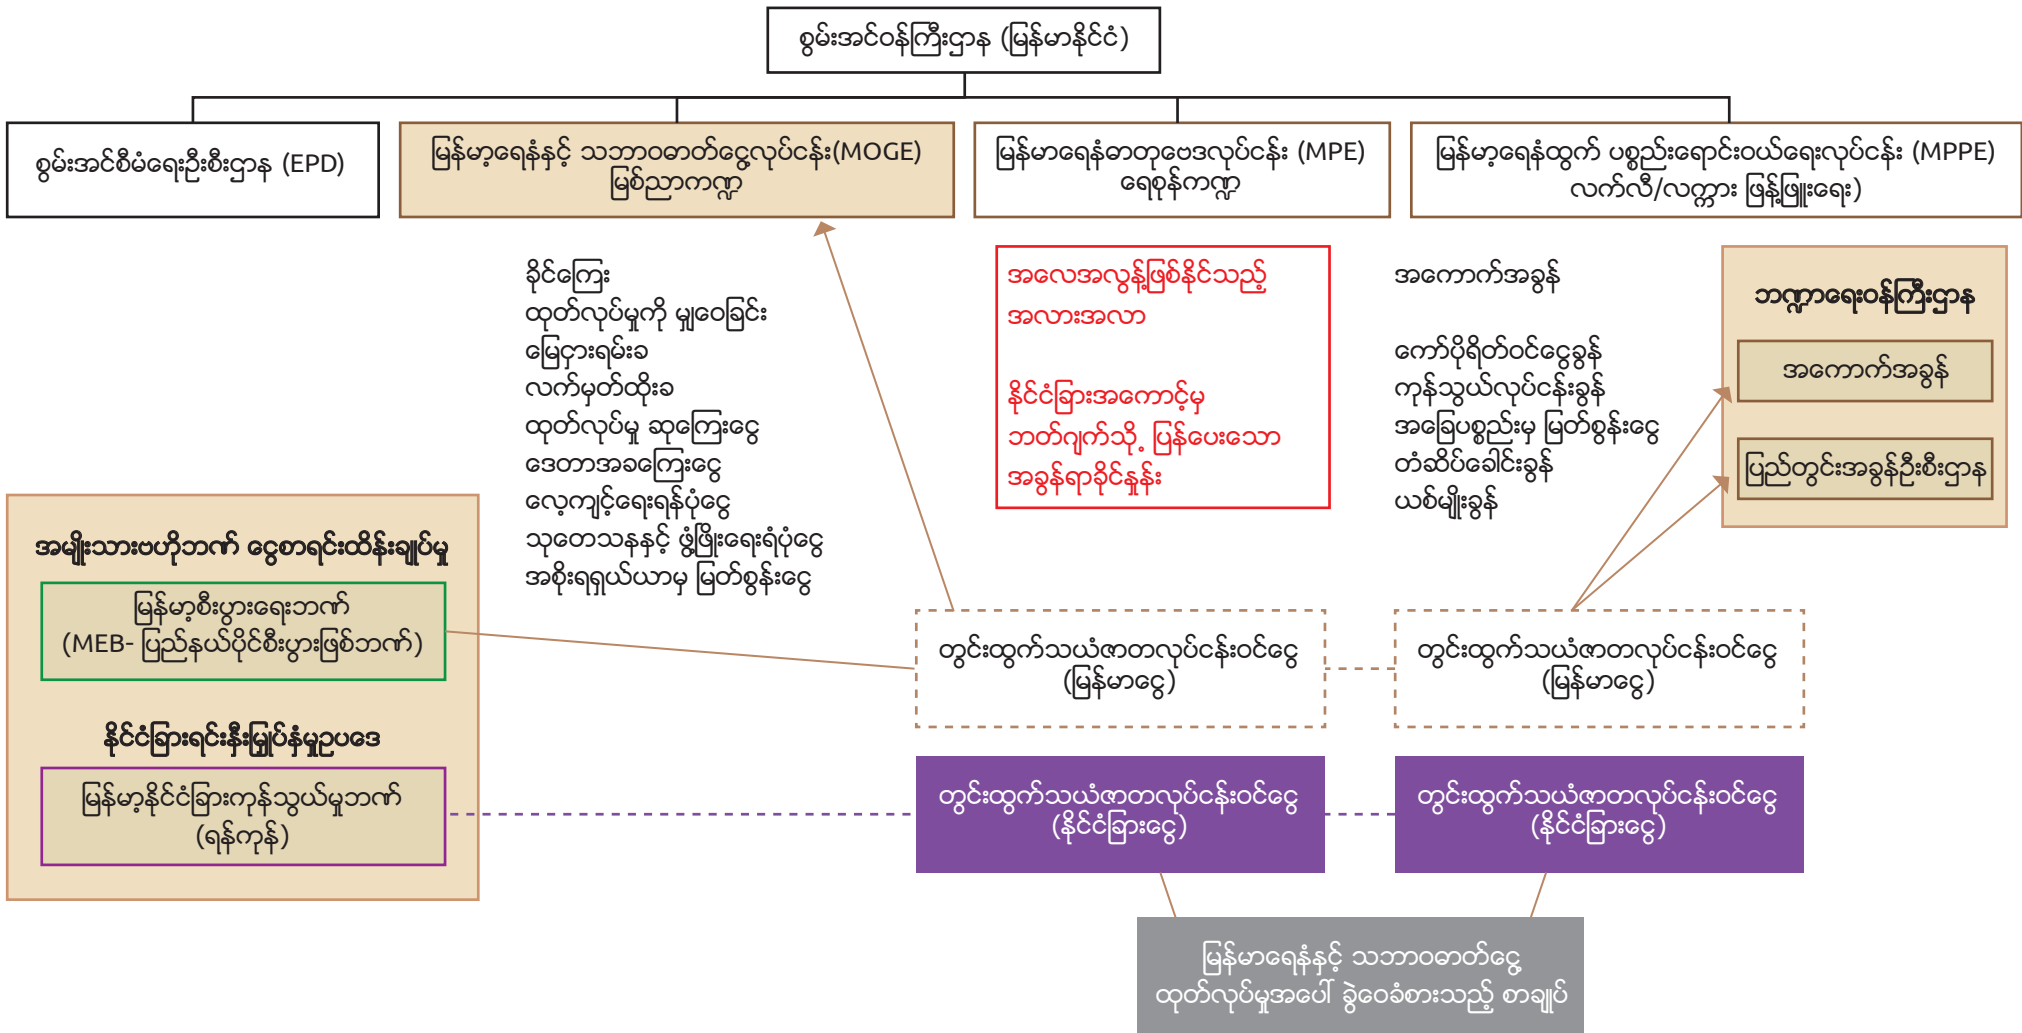 စွမ်းအင်ဝန်ကြီးဌာန (မြန်မာနိုင်ငံ)
စွမ်းအင်စီမံရေးဦးစီးဌာန (EPD)
မြန်မာ့ရေနံနှင့် သဘာဝဓာတ်ငွေ့လုပ်ငန်း(MOGE)
မြစ်ညာကဏ္ဍ
မြန်မာရေနံဓာတုဗေဒလုပ်ငန်း (MPE)
ရေစုန်ကဏ္ဍ
မြန်မာ့ရေနံထွက် ပစ္စည်းရောင်းဝယ်ရေးလုပ်ငန်း (MPPE)
လက်လီ/လက္ကား ဖြန့်ဖြူးရေး)
ခိုင်ကြေး
ထုတ်လုပ်မှုကို မျှဝေခြင်း
မြေငှားရမ်းခ
လက်မှတ်ထိုးခ
ထုတ်လုပ်မှု ဆုကြေးငွေ
ဒေတာအခကြေးငွေ
လေ့ကျင့်ရေးရန်ပုံငွေ
သုတေသနနှင့် ဖွံ့ဖြိုးရေးရံပုံငွေ
အစိုးရရှယ်ယာမှ မြတ်စွန်းငွေ
အလေအလွန့်ဖြစ်နိုင်သည့်
အလားအလာ
နိုင်ငံခြားအကောင့်မှ
ဘတ်ဂျက်သို့ ပြန်ပေးသော
အခွန်ရာခိုင်နှုန်း
အကောက်အခွန်
ကော်ပိုရိတ်ဝင်ငွေခွန်
ကုန်သွယ်လုပ်ငန်းခွန်
အခြေပစ္စည်းမှ မြတ်စွန်းငွေ
တံဆိပ်ခေါင်းခွန်
ယစ်မျိုးခွန်
ဘဏ္ဍာရေးဝန်ကြီးဌာန
အကောက်အခွန်
ပြည်တွင်းအခွန်ဦးစီးဌာန
အမျိုးသားဗဟိုဘဏ် ငွေစာရင်းထိန်းချုပ်မှု
မြန်မာ့စီးပွားရေးဘဏ်
(MEB- ပြည်နယ်ပိုင်စီးပွားဖြစ်ဘဏ်)
နိုင်ငံခြားရင်းနှီးမြှုပ်နှံမှုဥပဒေ
မြန်မာ့နိုင်ငံခြားကုန်သွယ်မှုဘဏ်
(ရန်ကုန်)
တွင်းထွက်သယံဇာတလုပ်ငန်းဝင်ငွေ
(မြန်မာငွေ)
တွင်းထွက်သယံဇာတလုပ်ငန်းဝင်ငွေ
(မြန်မာငွေ)
တွင်းထွက်သယံဇာတလုပ်ငန်းဝင်ငွေ
(နိုင်ငံခြားငွေ)
တွင်းထွက်သယံဇာတလုပ်ငန်းဝင်ငွေ
(နိုင်ငံခြားငွေ)
မြန်မာရေနံနှင့် သဘာဝဓာတ်ငွေ့
ထုတ်လုပ်မှုအပေါ် ခွဲဝေခံစားသည့် စာချုပ်